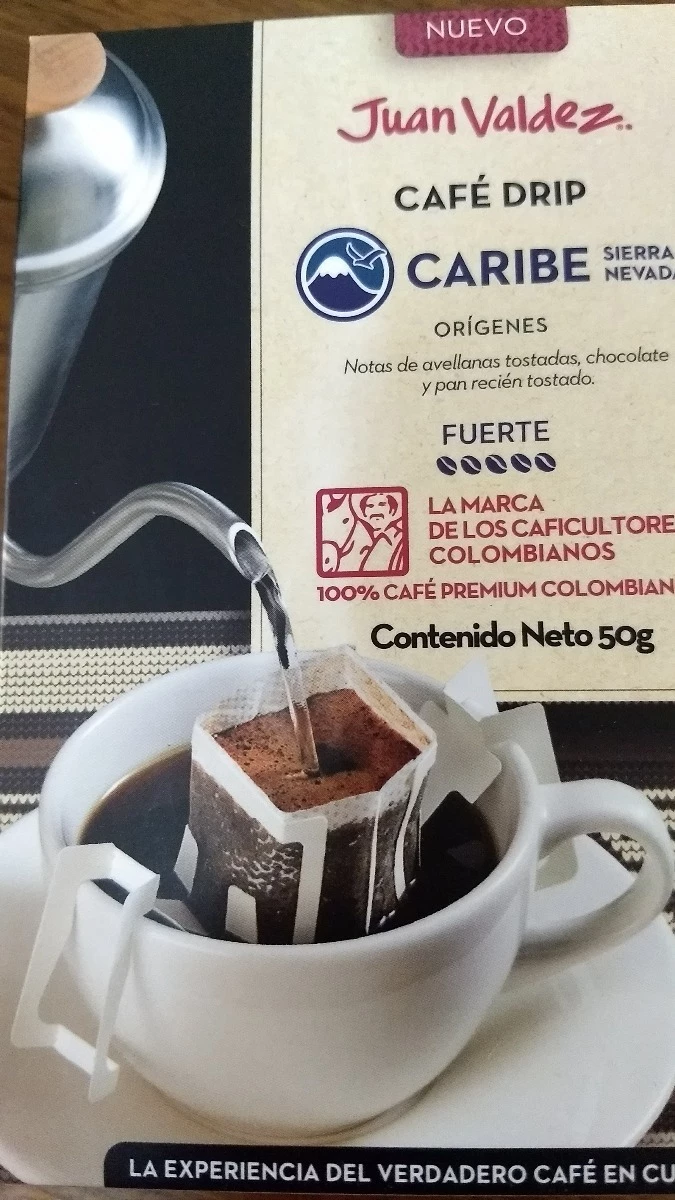 NUEVO
Juan Valdez
CAFÉ DRIP
CARIBE SIERRA
NEVADA
ORÍGENES
Notas de avellanas tostadas, chocolate
y pan recién tostado.
FUERTE
LA MARCA
DE LOS CAFICULTORE
COLOMBIANOS
100% CAFÉ PREMIUM COLOMBIAN
Contenido Neto 50g
LA EXPERIENCIA DEL VERDADERO CAFÉ EN CU